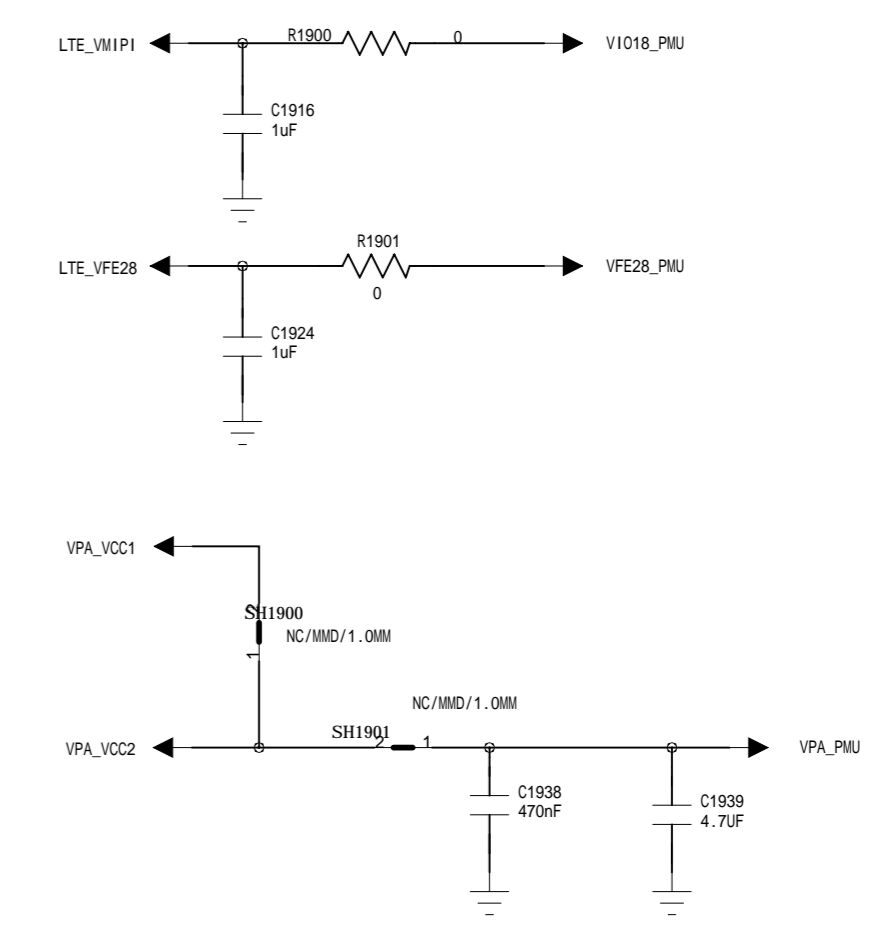 LTE_VMIPI R1900 0 VIO18_PMU
C1916
1uF
R1901
LTE_VFE28 VFE28_PMU
0
C1924
1uF
VPA_VCC1
2
SH1900
NC/MMD/1.0MM
1
NC/MMD/1.0MM
SH1901
VPA_VCC2 2 1 VPA_PMU
C1938
470nF
C1939
4.7UF